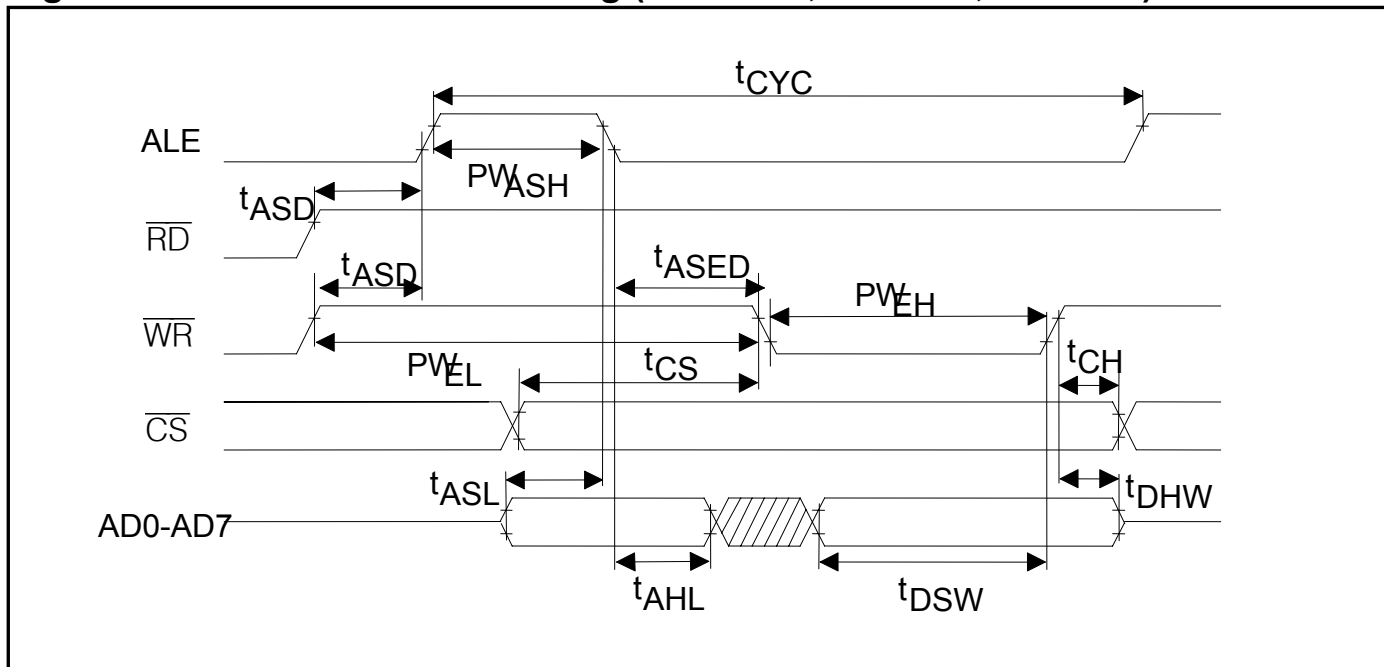 tCYC
ALE
PWASH
tASD
RD
tASD
tASED
PWEH
WR
PWEL
tCS
tCH
CS
tASL
tDHW
AD0-AD7
tAHL
tDSW